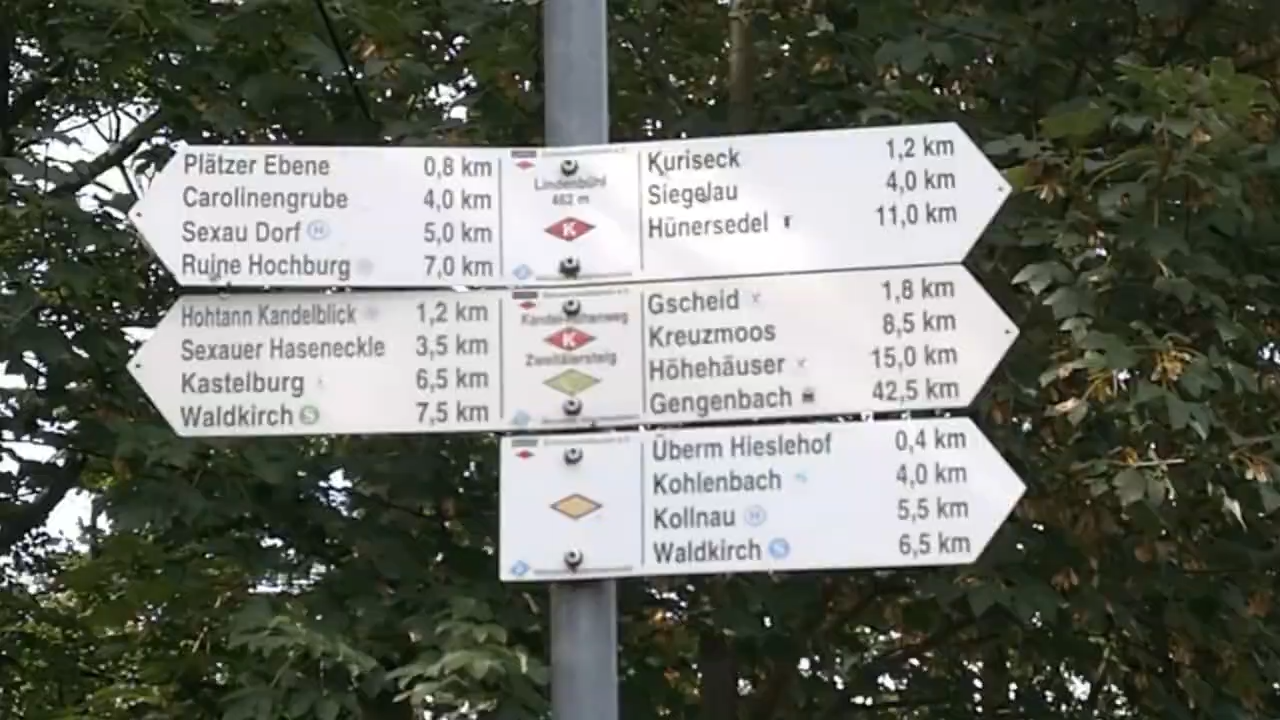 Plätzer Ebene 0,8 km
Carolinengrube 4,0 km
Sexau Dorf H 5,0 km
Ruine Hochburg 7,0 km
Lindenbühl
462 m
K
Kuriseck 1,2 km
Siegelau 4,0 km
Hünersedel 11,0 km
Hohtann Kandelblick 1,2 km
Sexauer Haseneckle 3,5 km
Kastelburg 6,5 km
Waldkirch S 7,5 km
K
Zweitälersteig
Gscheid 1,8 km
Kreuzmoos 8,5 km
Höhehäuser 15,0 km
Gengenbach 42,5 km
Überm Hieslehof 0,4 km
Kohlenbach 4,0 km
Kollnau H 5,5 km
Waldkirch S 6,5 km